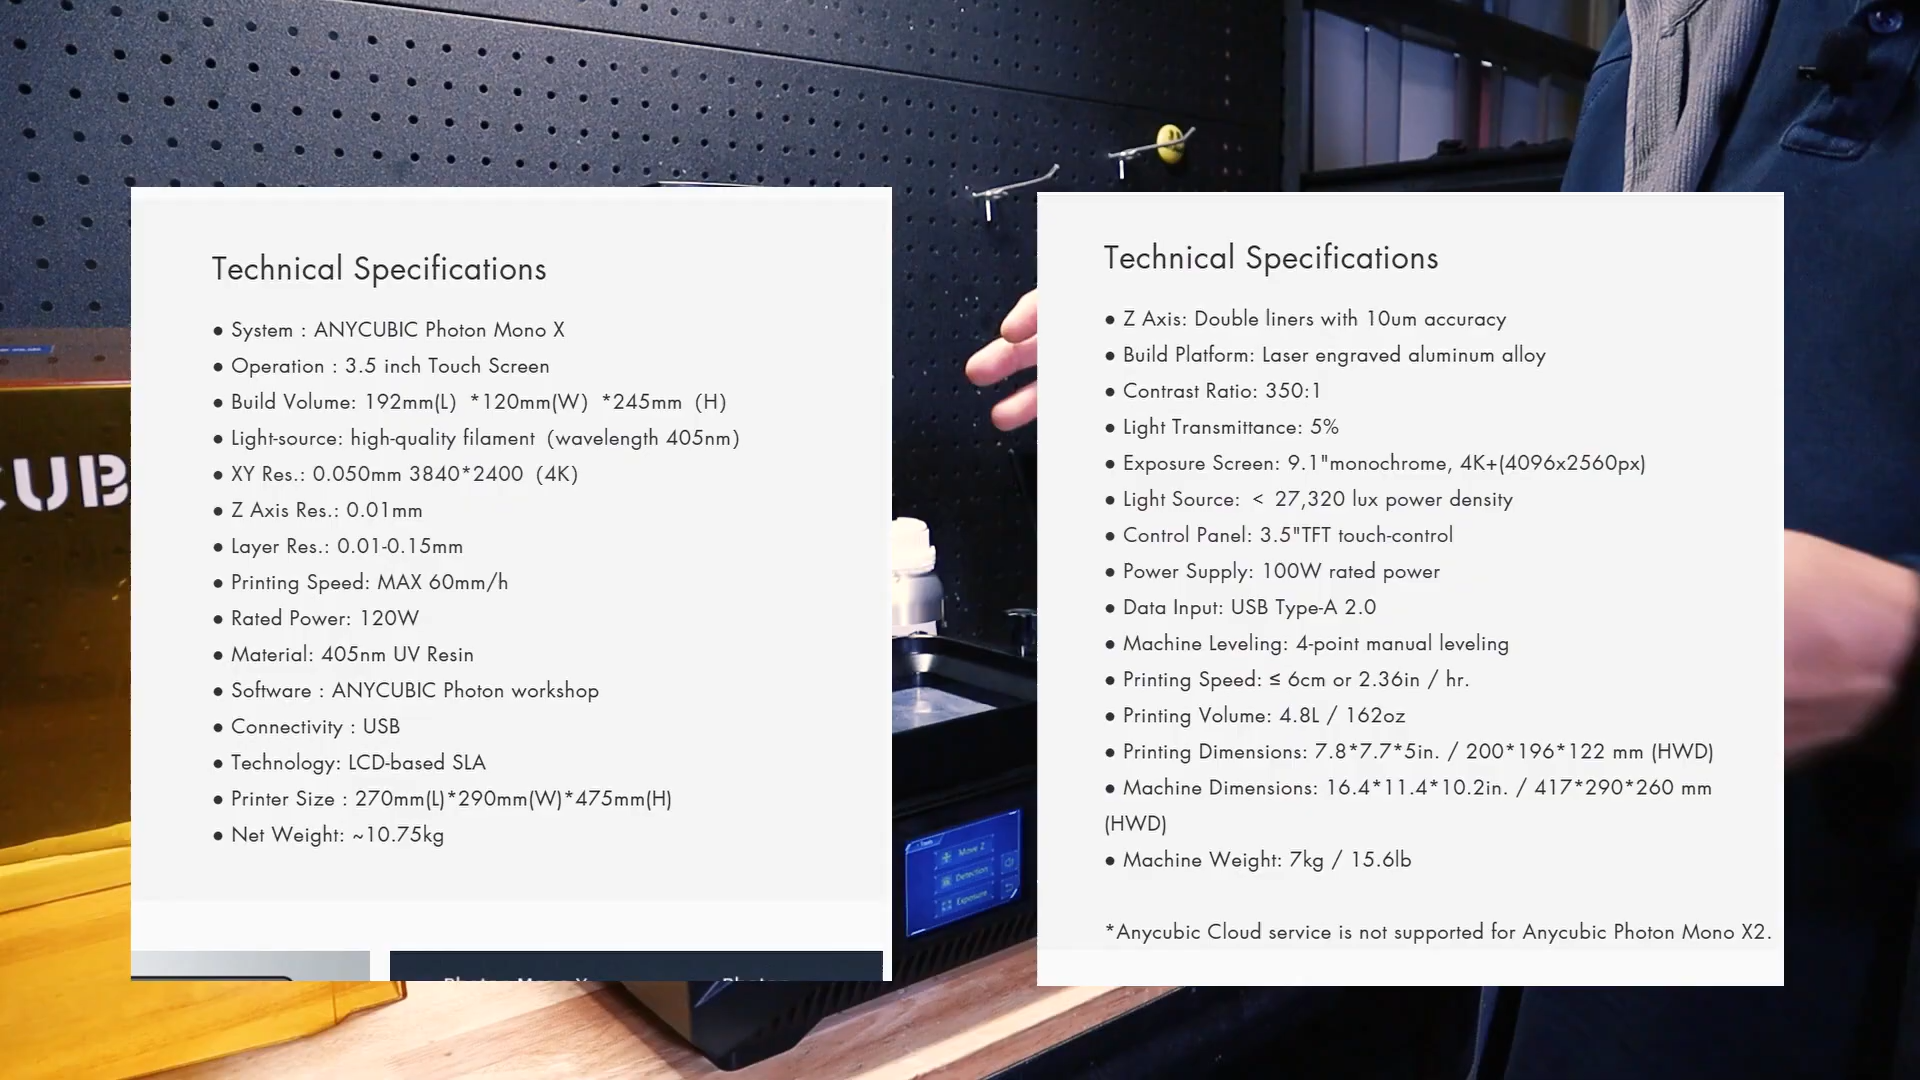 Technical Specifications
● System : ANYCUBIC Photon Mono X
● Operation : 3.5 inch Touch Screen
● Build Volume: 192mm(L) *120mm(W) *245mm (H)
● Light-source: high-quality filament (wavelength 405nm)
● XY Res.: 0.050mm 3840*2400 (4K)
● Z Axis Res.: 0.01mm
● Layer Res.: 0.01-0.15mm
● Printing Speed: MAX 60mm/h
● Rated Power: 120W
● Material: 405nm UV Resin
● Software : ANYCUBIC Photon workshop
● Connectivity : USB
● Technology: LCD-based SLA
● Printer Size : 270mm(L)*290mm(W)*475mm(H)
● Net Weight: ~10.75kg
Technical Specifications
● Z Axis: Double liners with 10um accuracy
● Build Platform: Laser engraved aluminum alloy
● Contrast Ratio: 350:1
● Light Transmittance: 5%
● Exposure Screen: 9.1"monochrome, 4K+(4096x2560px)
● Light Source: < 27,320 lux power density
● Control Panel: 3.5"TFT touch-control
● Power Supply: 100W rated power
● Data Input: USB Type-A 2.0
● Machine Leveling: 4-point manual leveling
● Printing Speed: ≤ 6cm or 2.36in / hr.
● Printing Volume: 4.8L / 162oz
● Printing Dimensions: 7.8*7.7*5in. / 200*196*122 mm (HWD)
● Machine Dimensions: 16.4*11.4*10.2in. / 417*290*260 mm
(HWD)
● Machine Weight: 7kg / 15.6lb
*Anycubic Cloud service is not supported for Anycubic Photon Mono X2.
CUB
Move Z
Detection
Exposure